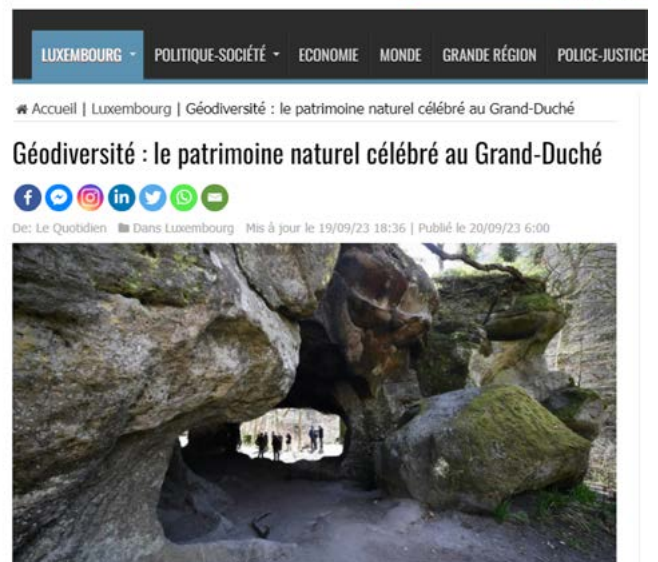 LUXEMBOURG POLITIQUE-SOCIÉTÉ ECONOMIE MONDE GRANDE RÉGION POLICE-JUSTICE
Accueil | Luxembourg | Géodiversité : le patrimoine naturel célébré au Grand-Duché
Géodiversité : le patrimoine naturel célébré au Grand-Duché
De: Le Quotidien Dans Luxembourg Mis à jour le 19/09/23 18:36 | Publié le 20/09/23 6:00